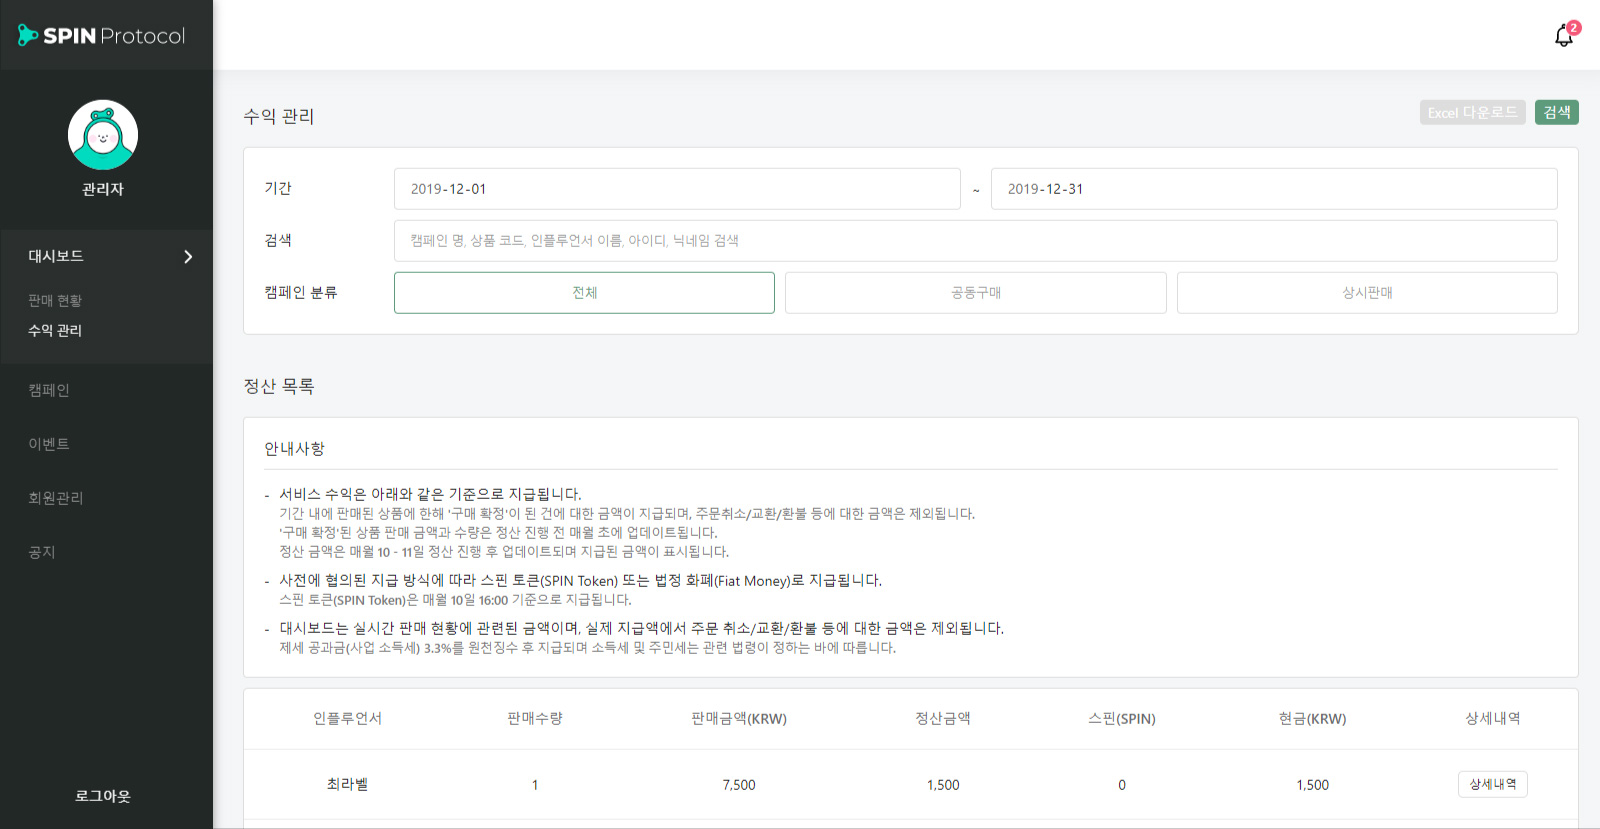 SPIN Protocol
2
관리자
대시보드
판매 현황
수익 관리
캠페인
이벤트
회원관리
공지
로그아웃
수익 관리
Excel 다운로드
검색
기간
2019-12-01
~
2019-12-31
검색
캠페인 명, 상품 코드, 인플루언서 이름, 아이디, 닉네임 검색
캠페인 분류
전체
공동구매
상시판매
정산 목록
안내사항
- 서비스 수익은 아래와 같은 기준으로 지급됩니다.
기간 내에 판매된 상품에 한해 '구매 확정'이 된 건에 대한 금액이 지급되며, 주문취소/교환/환불 등에 대한 금액은 제외됩니다.
'구매 확정'된 상품 판매 금액과 수량은 정산 진행 전 매월 초에 업데이트됩니다.
정산 금액은 매월 10 - 11일 정산 진행 후 업데이트되며 지급된 금액이 표시됩니다.
- 사전에 협의된 지급 방식에 따라 스핀 토큰(SPIN Token) 또는 법정 화폐(Fiat Money)로 지급됩니다.
스핀 토큰(SPIN Token)은 매월 10일 16:00 기준으로 지급됩니다.
- 대시보드는 실시간 판매 현황에 관련된 금액이며, 실제 지급액에서 주문 취소/교환/환불 등에 대한 금액은 제외됩니다.
제세 공과금(사업 소득세) 3.3%를 원천징수 후 지급되며 소득세 및 주민세는 관련 법령이 정하는 바에 따릅니다.
인플루언서 판매수량 판매금액(KRW) 정산금액 스핀(SPIN) 현금(KRW) 상세내역
최라벨 1 7,500 1,500 0 1,500 상세내역